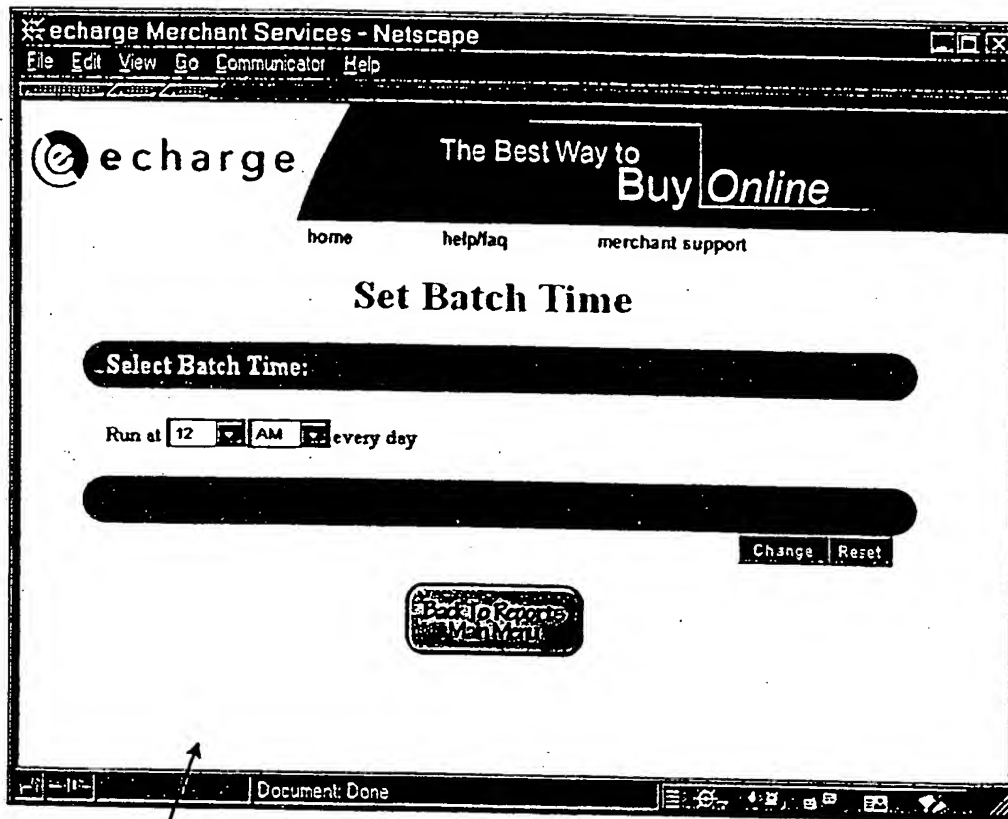 echarge Merchant Services - Netscape
File Edit View Go Communicator Help
e echarge
The Best Way to
Buy Online
home help/faq merchant support
Set Batch Time
Select Batch Time:
Run at 12 AM every day
Change Reset
Back To Reports
Main Menu
Document: Done